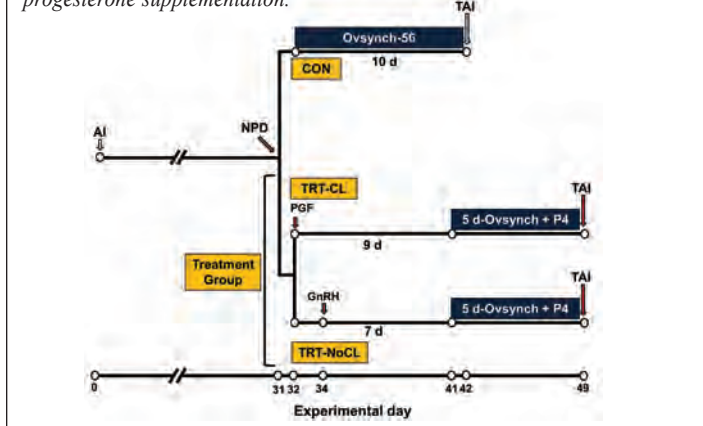 progesterone supplementation.
TAI
Ovsynch-56
10 d
CON
AI
NPD
TRT-CL
PGF
TAI
5 d-Ovsynch + P4
9 d
Treatment
Group
TAI
GnRH
5 d-Ovsynch + P4
7 d
TRT-NoCL
0
31 32
34
41 42
49
Experimental day